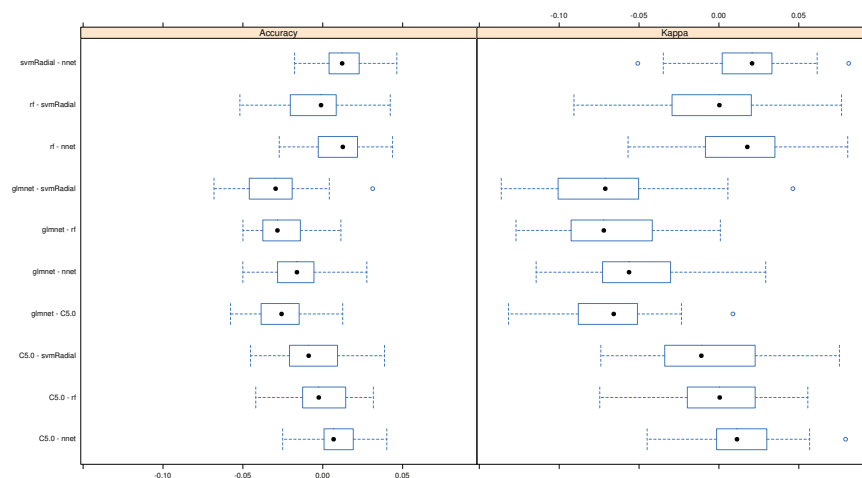 -0.10 -0.05 0.00 0.05
Accuracy Kappa
svmRadial - nnet
rf - svmRadial
rf - nnet
glmnet - svmRadial
glmnet - rf
glmnet - nnet
glmnet - C5.0
C5.0 - svmRadial
C5.0 - rf
C5.0 - nnet
-0.10 -0.05 0.00 0.05